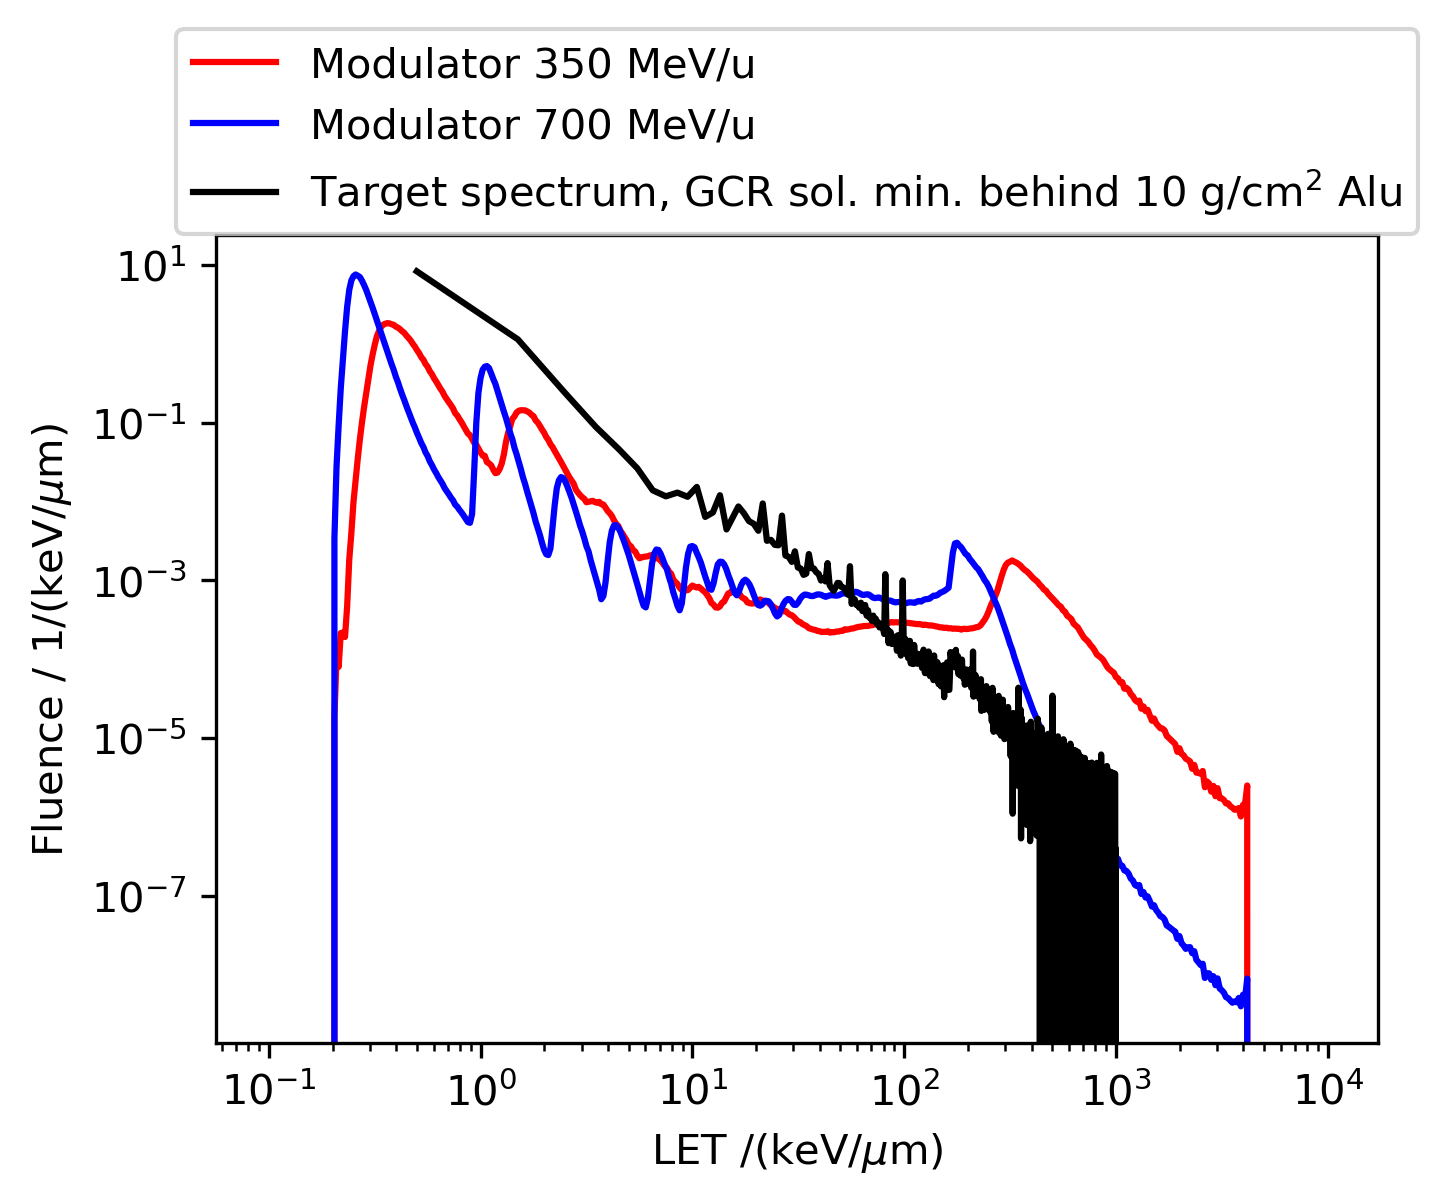 Modulator 350 MeV/u
Modulator 700 MeV/u
Target spectrum, GCR sol. min. behind 10 g/cm² Alu
10¹
10⁻¹
10⁻³
10⁻⁵
10⁻⁷
Fluence / 1/(keV/μm)
10⁻¹ 10⁰ 10¹ 10² 10³ 10⁴
LET /(keV/μm)